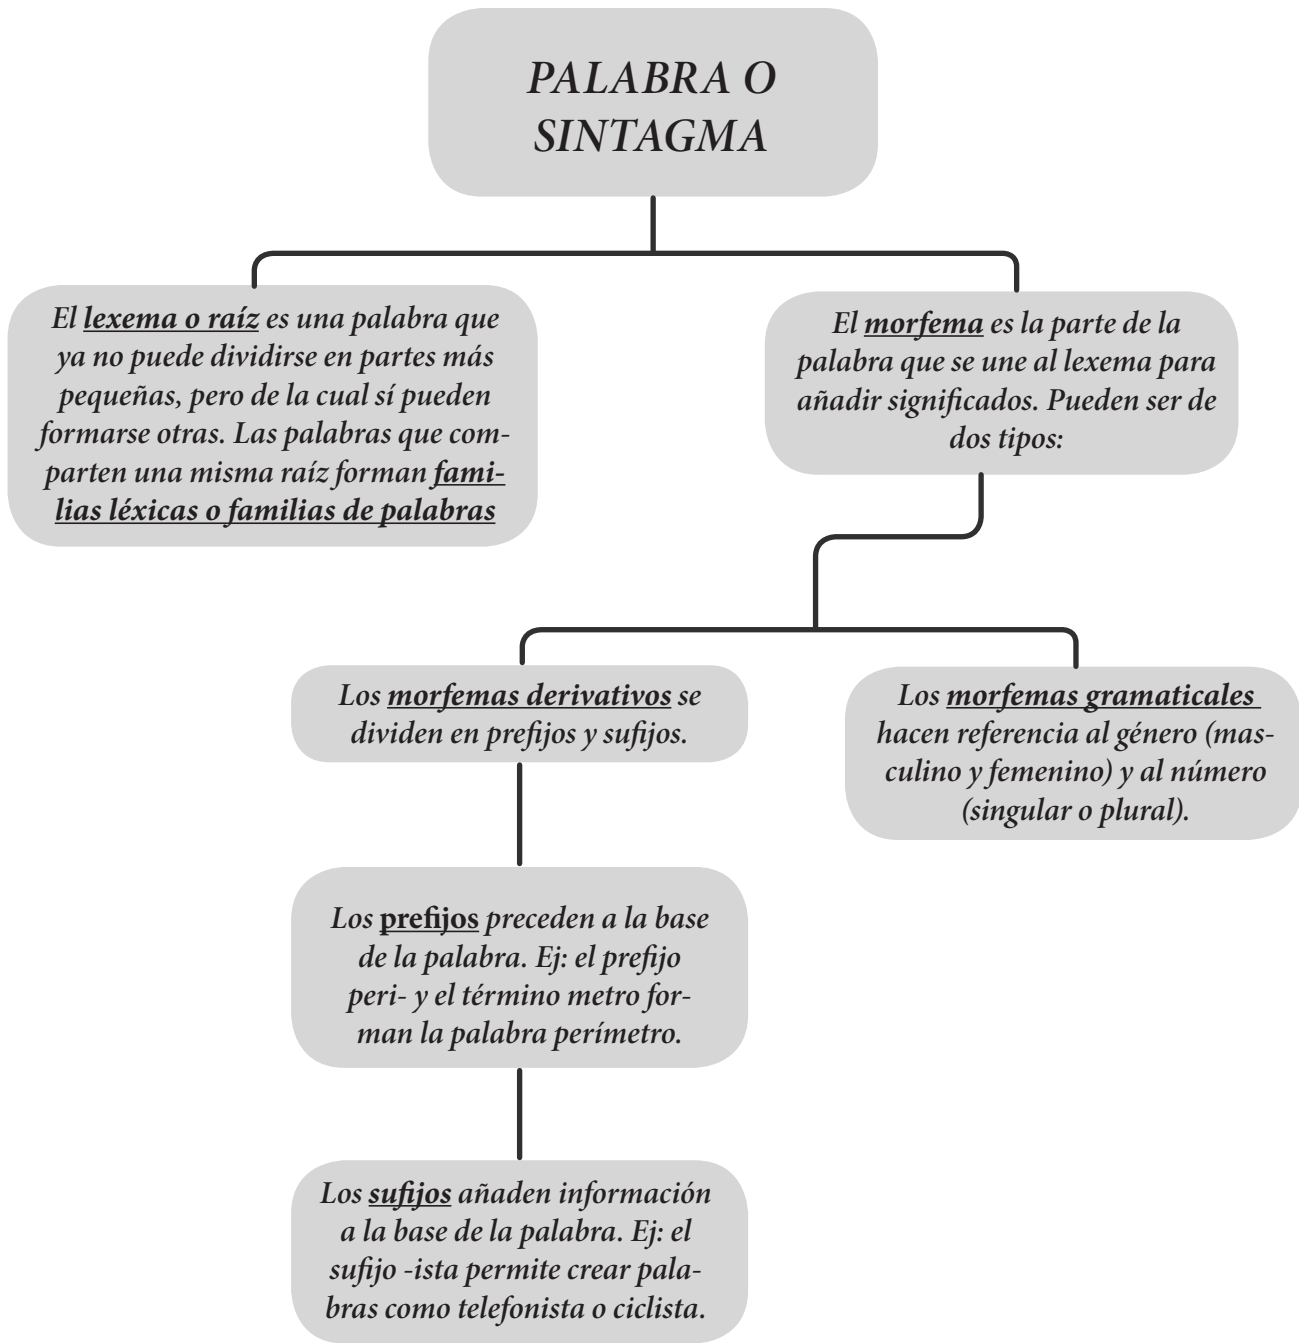 PALABRA O
SINTAGMA
El lexema o raíz es una palabra que
ya no puede dividirse en partes más
pequeñas, pero de la cual sí pueden
formarse otras. Las palabras que com-
parten una misma raíz forman fami-
lias léxicas o familias de palabras
El morfema es la parte de la
palabra que se une al lexema para
añadir significados. Pueden ser de
dos tipos:
Los morfemas derivativos se
dividen en prefijos y sufijos.
Los morfemas gramaticales
hacen referencia al género (mas-
culino y femenino) y al número
(singular o plural).
Los prefijos preceden a la base
de la palabra. Ej: el prefijo
peri- y el término metro for-
man la palabra perímetro.
Los sufijos añaden información
a la base de la palabra. Ej: el
sufijo -ista permite crear pala-
bras como telefonista o ciclista.